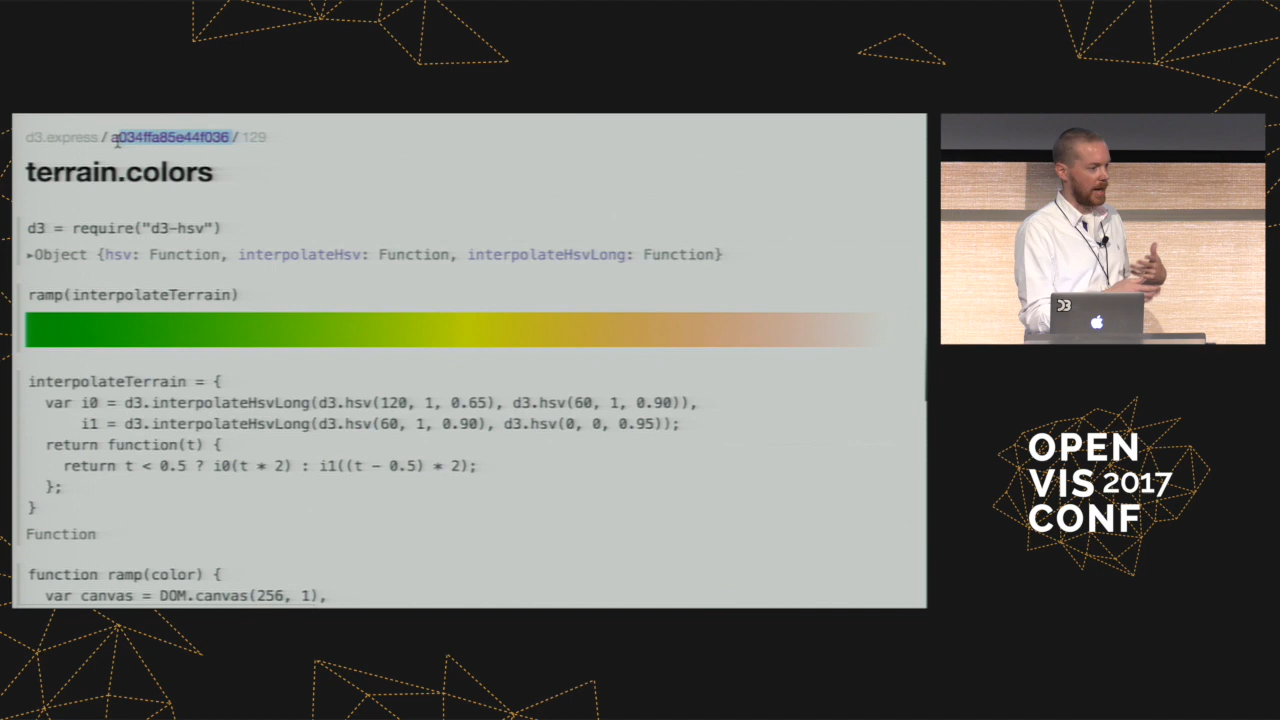 d3.express / a034ffa85e44f036 / 129
terrain.colors
d3 = require("d3-hsv")
▸Object {hsv: Function, interpolateHsv: Function, interpolateHsvLong: Function}
ramp(interpolateTerrain)
interpolateTerrain = {
  var i0 = d3.interpolateHsvLong(d3.hsv(120, 1, 0.65), d3.hsv(60, 1, 0.90)),
      i1 = d3.interpolateHsvLong(d3.hsv(60, 1, 0.90), d3.hsv(0, 0, 0.95));
  return function(t) {
    return t < 0.5 ? i0(t * 2) : i1((t - 0.5) * 2);
  };
}
Function
function ramp(color) {
  var canvas = DOM.canvas(256, 1),
D3
OPEN
VIS 2017
CONF